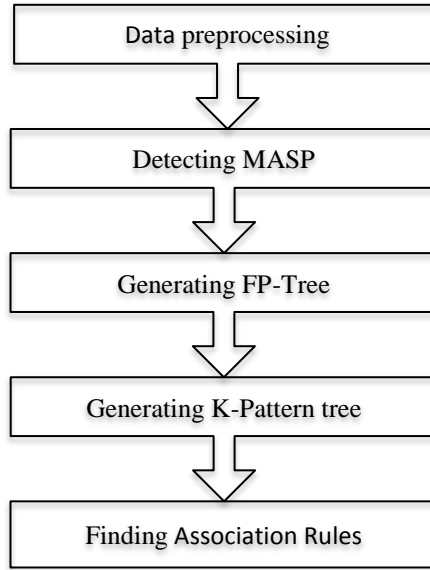 Data preprocessing
Detecting MASP
Generating FP-Tree
Generating K-Pattern tree
Finding Association Rules